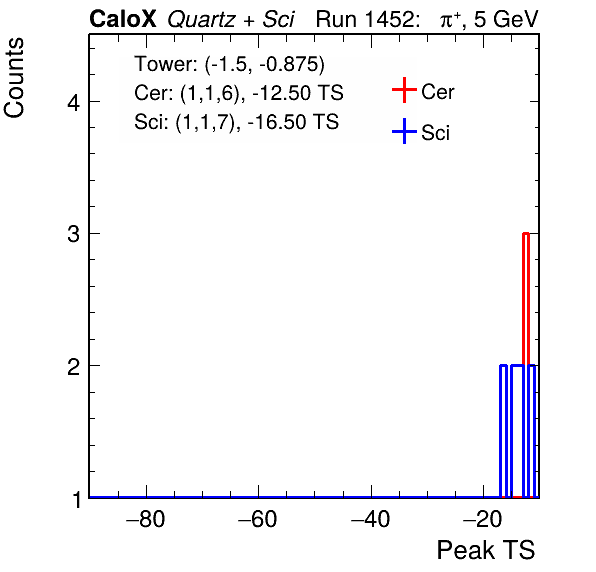 CaloX Quartz + Sci Run 1452: π+, 5 GeV
Counts
Tower: (-1.5, -0.875)
Cer: (1,1,6), -12.50 TS
Sci: (1,1,7), -16.50 TS
Cer
Sci
4
3
2
1
−80 −60 −40 −20
Peak TS